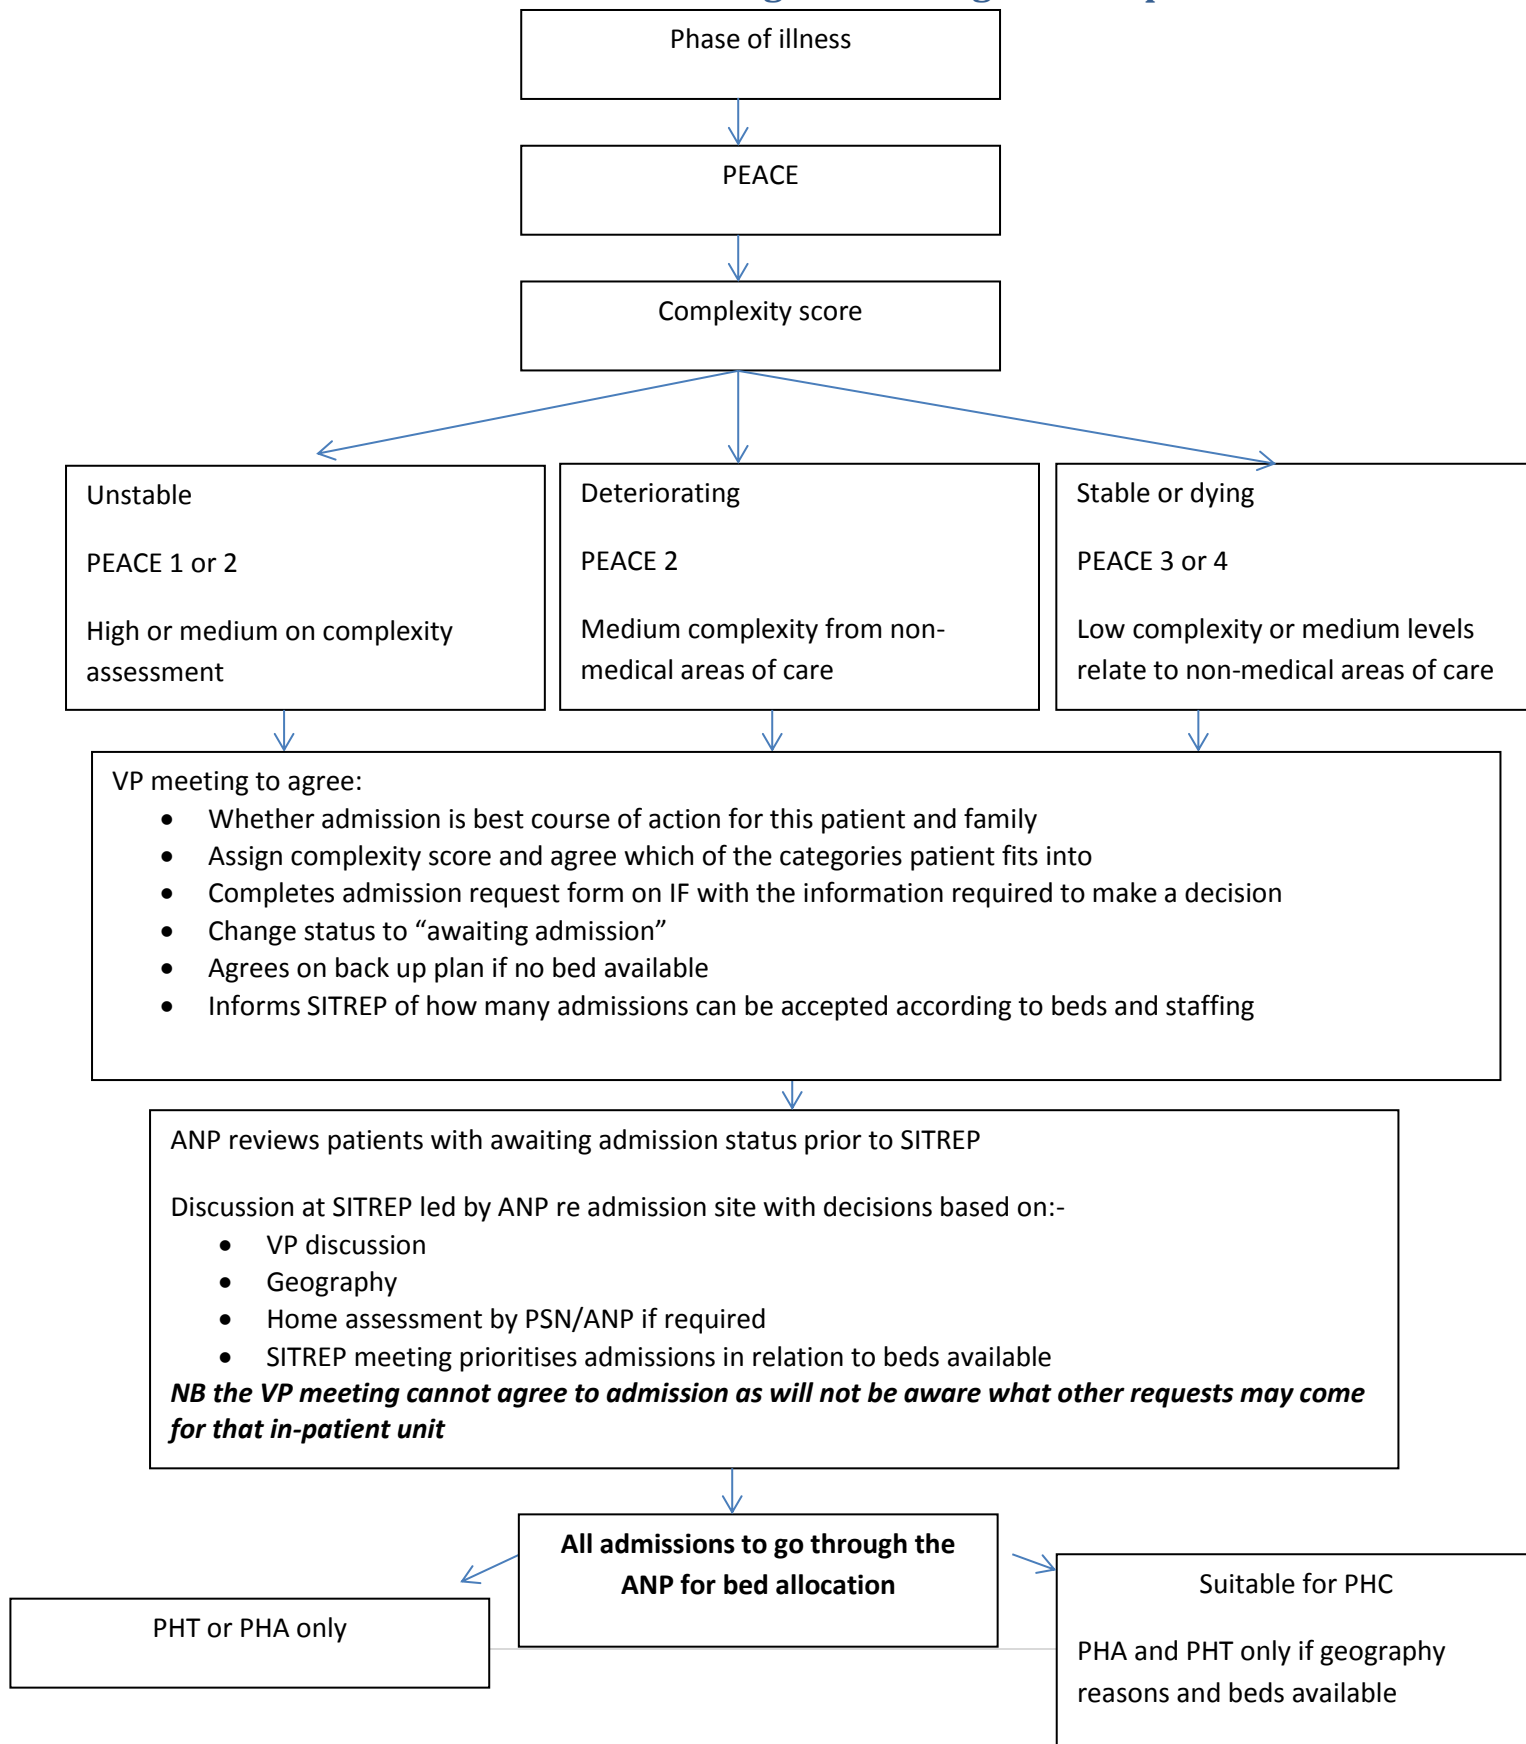 Phase of illness
PEACE
Complexity score
Unstable
PEACE 1 or 2
High or medium on complexity
assessment
Deteriorating
PEACE 2
Medium complexity from non-
medical areas of care
Stable or dying
PEACE 3 or 4
Low complexity or medium levels
relate to non-medical areas of care
VP meeting to agree:
• Whether admission is best course of action for this patient and family
• Assign complexity score and agree which of the categories patient fits into
• Completes admission request form on IF with the information required to make a decision
• Change status to “awaiting admission”
• Agrees on back up plan if no bed available
• Informs SITREP of how many admissions can be accepted according to beds and staffing
ANP reviews patients with awaiting admission status prior to SITREP
Discussion at SITREP led by ANP re admission site with decisions based on:-
• VP discussion
• Geography
• Home assessment by PSN/ANP if required
• SITREP meeting prioritises admissions in relation to beds available
NB the VP meeting cannot agree to admission as will not be aware what other requests may come
for that in-patient unit
All admissions to go through the
ANP for bed allocation
PHT or PHA only
Suitable for PHC
PHA and PHT only if geography
reasons and beds available